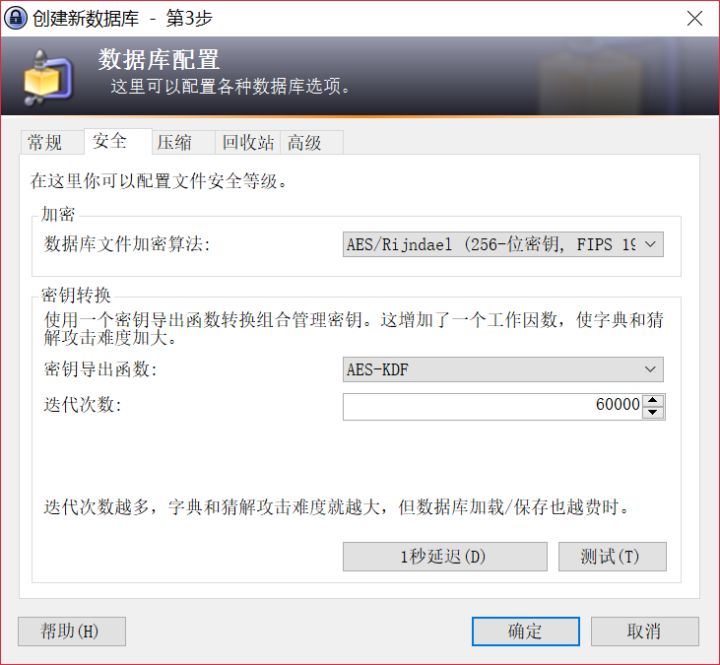 创建新数据库 - 第3步
数据库配置
这里可以配置各种数据库选项。
常规 安全 压缩 回收站 高级
在这里你可以配置文件安全等级。
加密
数据库文件加密算法: AES/Rijndael (256-位密钥, FIPS 19
密钥转换
使用一个密钥导出函数转换组合管理密钥。这增加了一个工作因数，使字典和猜
解攻击难度加大。
密钥导出函数: AES-KDF
迭代次数: 60000
迭代次数越多，字典和猜解攻击难度就越大，但数据库加载/保存也越费时。
1秒延迟(D) 测试(T)
帮助(H) 确定 取消